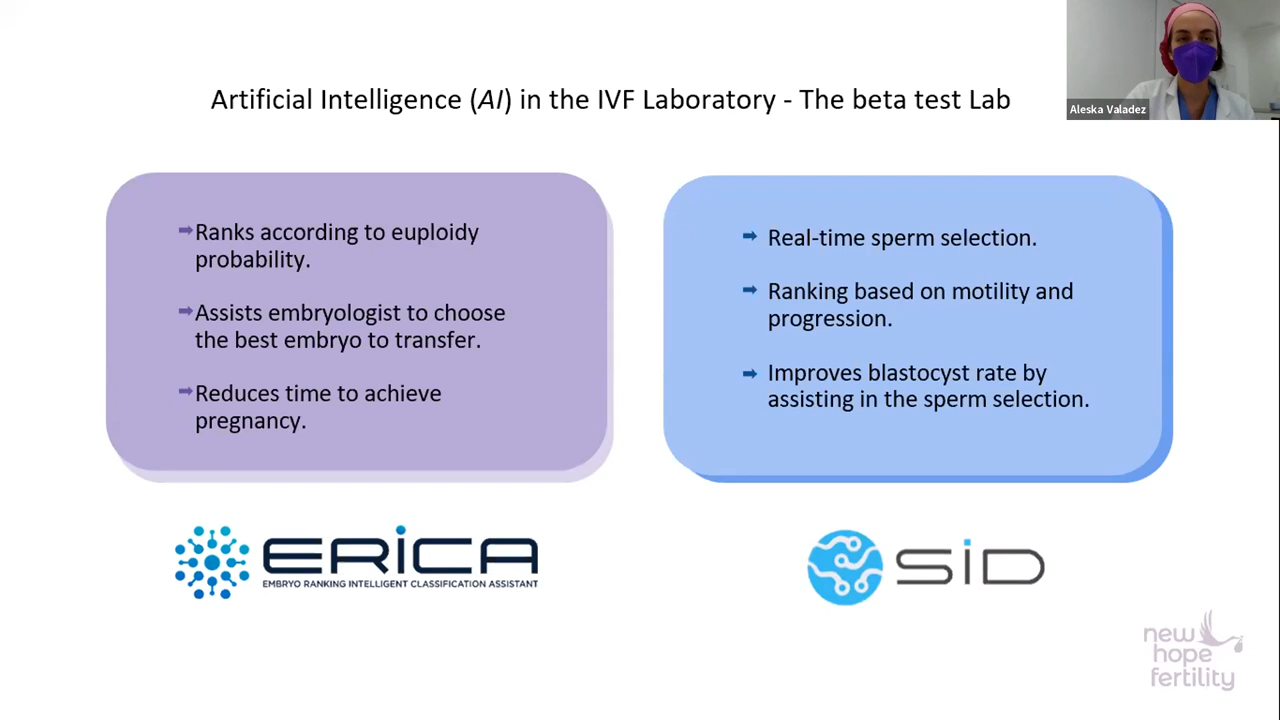 Artificial Intelligence (AI) in the IVF Laboratory - The beta test Lab
Aleska Valadez
➡Ranks according to euploidy
probability.
➡Assists embryologist to choose
the best embryo to transfer.
➡Reduces time to achieve
pregnancy.
➡ Real-time sperm selection.
➡ Ranking based on motility and
progression.
➡ Improves blastocyst rate by
assisting in the sperm selection.
ERiCA
EMBRYO RANKING INTELLIGENT CLASSIFICATION ASSISTANT
SiD
new
hope
fertility